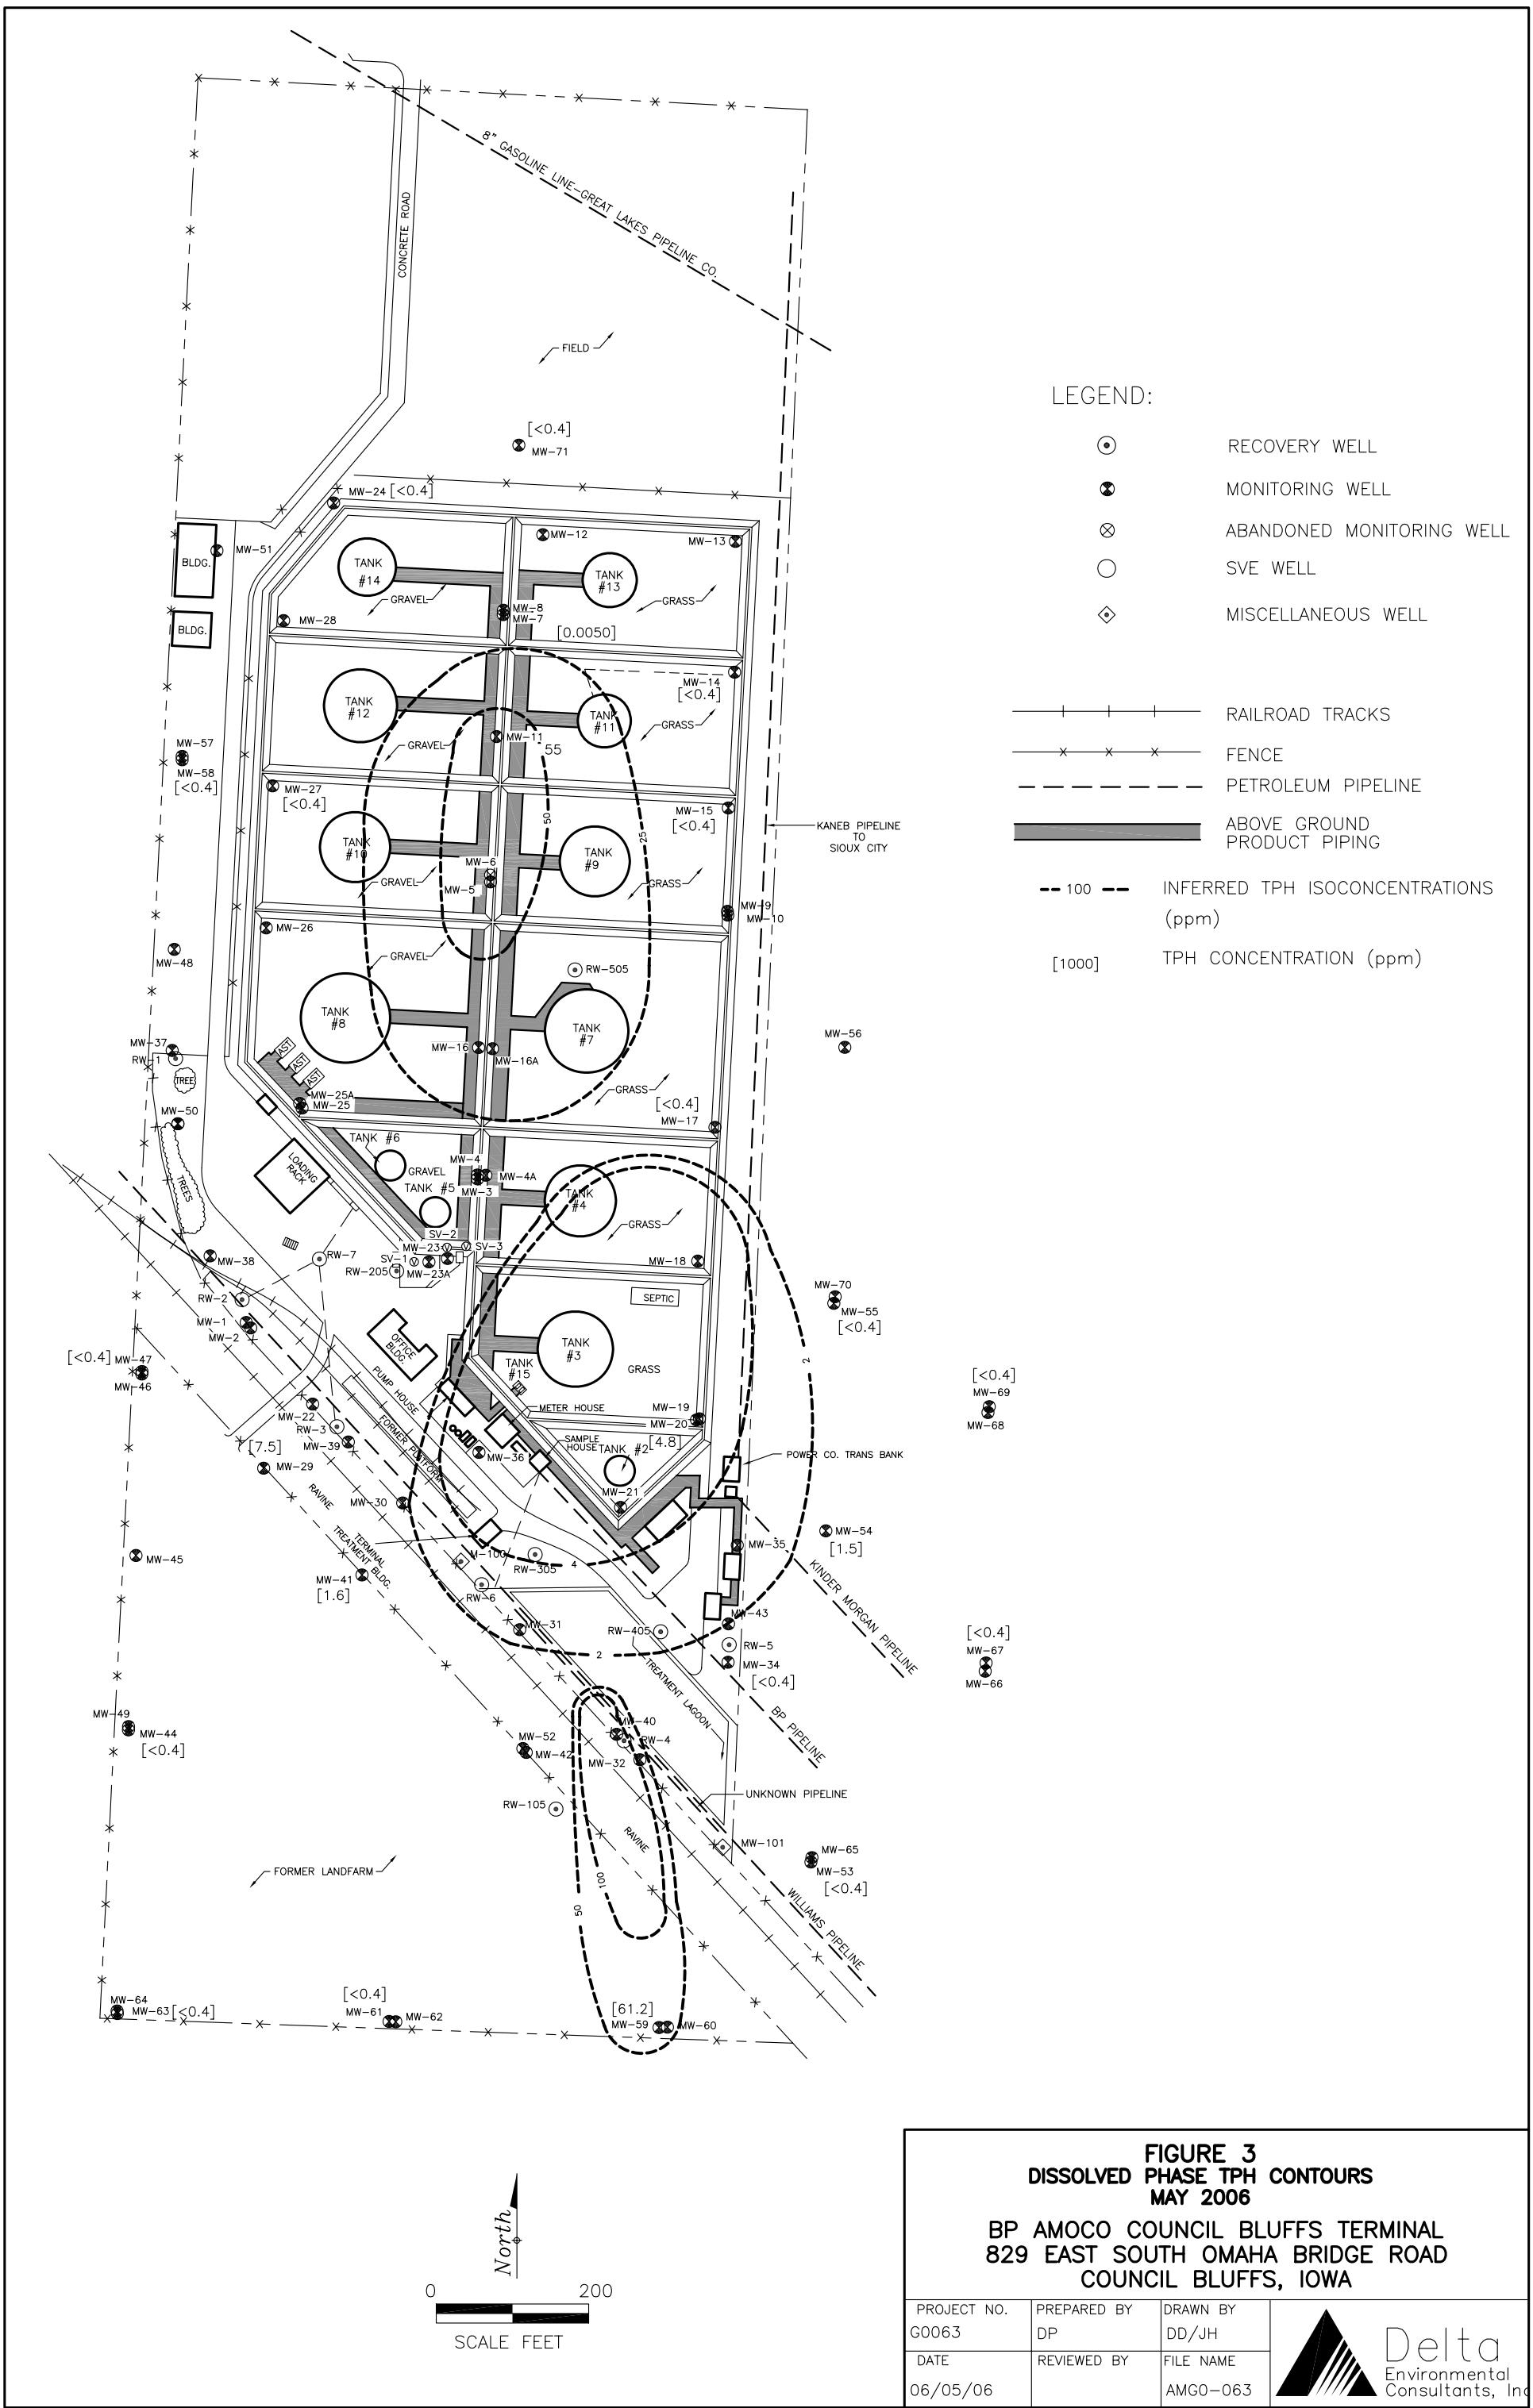 8" GASOLINE LINE-GREAT LAKES PIPELINE CO.
CONCRETE ROAD
FIELD
[<0.4]
MW-71
MW-24 [<0.4]
MW-12
MW-13
BLDG.
MW-51
TANK
#14
TANK
#13
GRAVEL
GRASS
MW-8
MW-7
BLDG.
MW-28
[0.0050]
MW-14
[<0.4]
TANK
#12
TANK
#11
GRASS
MW-11
55
GRAVEL
MW-57
MW-58
[<0.4]
MW-27
[<0.4]
MW-15
[<0.4]
50
25
KANEB PIPELINE
TO
SIOUX CITY
TANK
#10
TANK
#9
MW-6
MW-5
GRAVEL
GRASS
MW-9
MW-10
MW-26
MW-48
GRAVEL
RW-505
TANK
#8
TANK
#7
MW-37
RW-1
MW-16
MW-16A
MW-56
TREE
AST
AST
AST
GRASS
MW-25A
MW-25
[<0.4]
MW-17
MW-50
TREES
TANK #6
LOADING
RACK
GRAVEL
MW-4
MW-4A
MW-3
TANK #5
TANK
#4
GRASS
SV-2
MW-23
SV-3
SV-1
MW-23A
RW-205
MW-38
RW-7
MW-18
RW-2
SEPTIC
MW-70
MW-55
[<0.4]
MW-1
MW-2
OFFICE
BLDG.
TANK
#3
GRASS
2
[<0.4]
MW-47
MW-46
TANK
#15
PUMP HOUSE
[<0.4]
MW-69
MW-68
MW-22
RW-3
METER HOUSE
MW-19
MW-20
FORMER PLATFORM
MW-39
[7.5]
MW-29
SAMPLE
HOUSE
TANK #2
[4.8]
MW-36
POWER CO. TRANS BANK
RAVINE
MW-30
MW-21
MW-54
[1.5]
MW-35
TERMINAL
TREATMENT BLDG.
M-100
4
RW-305
MW-45
MW-41
[1.6]
RW-6
KINDER MORGAN PIPELINE
MW-31
RW-405
MW-43
RW-5
MW-34
[<0.4]
2
[<0.4]
MW-67
MW-66
TREATMENT LAGOON
BP PIPELINE
MW-49
MW-44
[<0.4]
MW-40
RW-4
MW-52
MW-42
MW-32
UNKNOWN PIPELINE
RW-105
RAVINE
MW-101
MW-65
MW-53
[<0.4]
FORMER LANDFARM
100
50
WILLIAMS PIPELINE
MW-64
MW-63 [<0.4]
[<0.4]
MW-61
MW-62
[61.2]
MW-59
MW-60
LEGEND:
RECOVERY WELL
MONITORING WELL
ABANDONED MONITORING WELL
SVE WELL
MISCELLANEOUS WELL
RAILROAD TRACKS
FENCE
PETROLEUM PIPELINE
ABOVE GROUND
PRODUCT PIPING
100 INFERRED TPH ISOCONCENTRATIONS
(ppm)
[1000] TPH CONCENTRATION (ppm)
North
0 200
SCALE FEET
FIGURE 3
DISSOLVED PHASE TPH CONTOURS
MAY 2006
BP AMOCO COUNCIL BLUFFS TERMINAL
829 EAST SOUTH OMAHA BRIDGE ROAD
COUNCIL BLUFFS, IOWA
PROJECT NO.
G0063
PREPARED BY
DP
DRAWN BY
DD/JH
DATE
06/05/06
REVIEWED BY
FILE NAME
AMG0-063
Delta
Environmental
Consultants, Inc